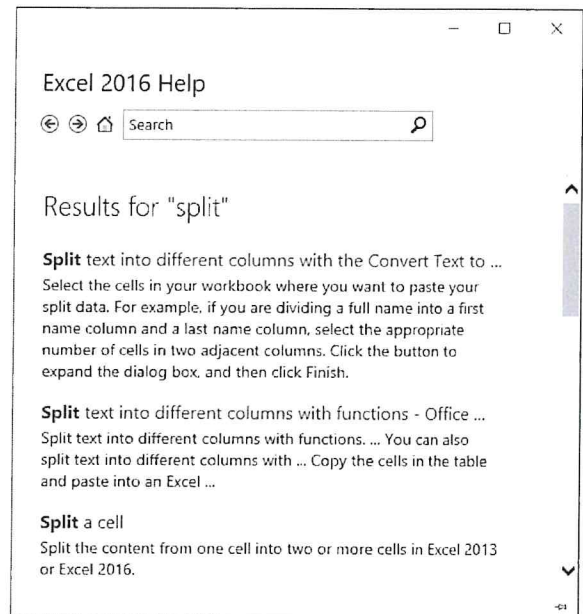 Excel 2016 Help
Search
Results for "split"
Split text into different columns with the Convert Text to ...
Select the cells in your workbook where you want to paste your
split data. For example, if you are dividing a full name into a first
name column and a last name column, select the appropriate
number of cells in two adjacent columns. Click the button to
expand the dialog box, and then click Finish.
Split text into different columns with functions - Office ...
Split text into different columns with functions. ... You can also
split text into different columns with ... Copy the cells in the table
and paste into an Excel ...
Split a cell
Split the content from one cell into two or more cells in Excel 2013
or Excel 2016.